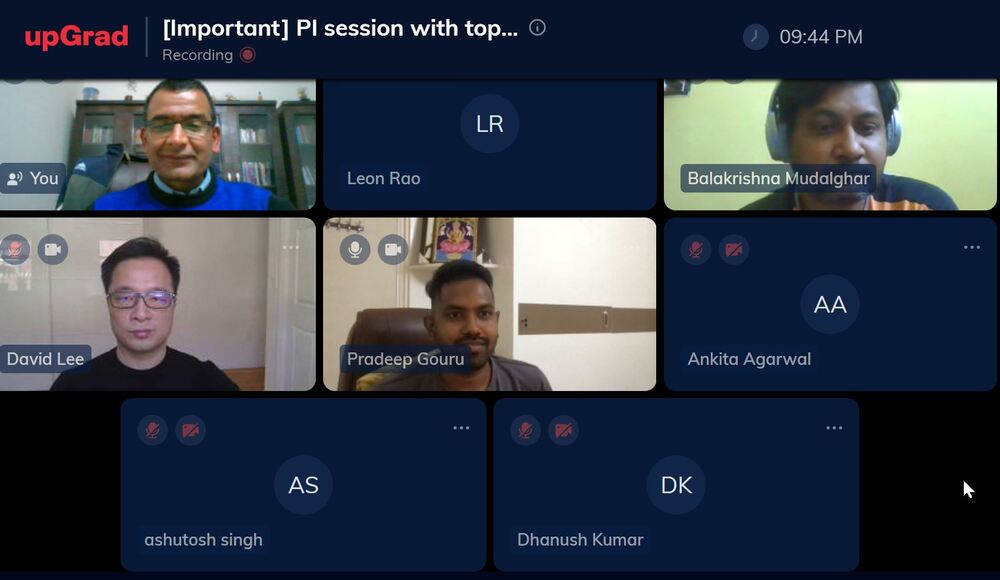 upGrad
[Important] PI session with top...
Recording
09:44 PM
You
LR
Leon Rao
Balakrishna Mudalghar
David Lee
Pradeep Gouru
AA
Ankita Agarwal
AS
ashutosh singh
DK
Dhanush Kumar